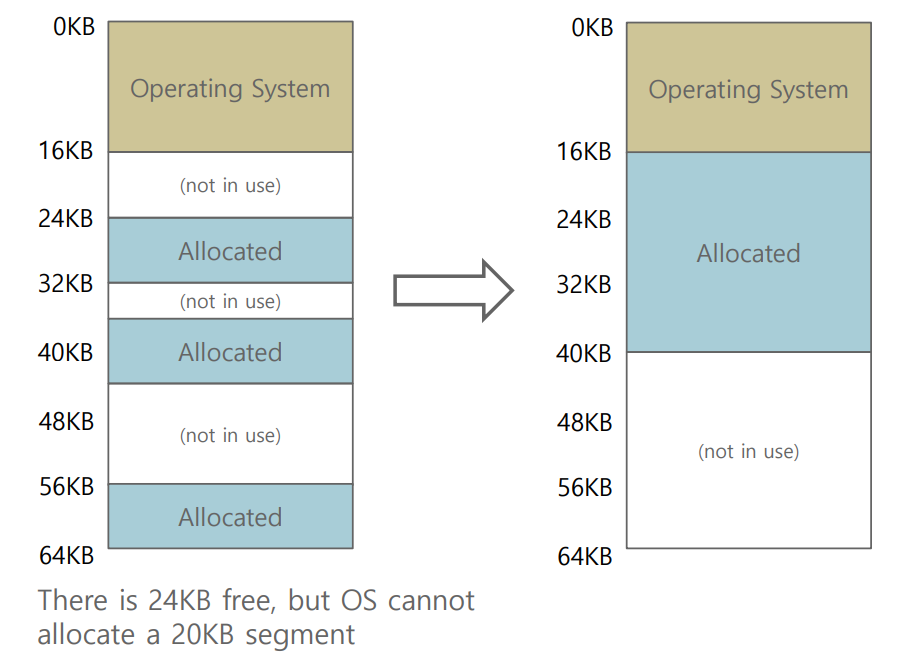 0KB
Operating System
16KB
(not in use)
24KB
Allocated
32KB
(not in use)
40KB
Allocated
48KB
(not in use)
56KB
Allocated
64KB
0KB
Operating System
16KB
24KB
Allocated
32KB
40KB
48KB
(not in use)
56KB
64KB
There is 24KB free, but OS cannot
allocate a 20KB segment